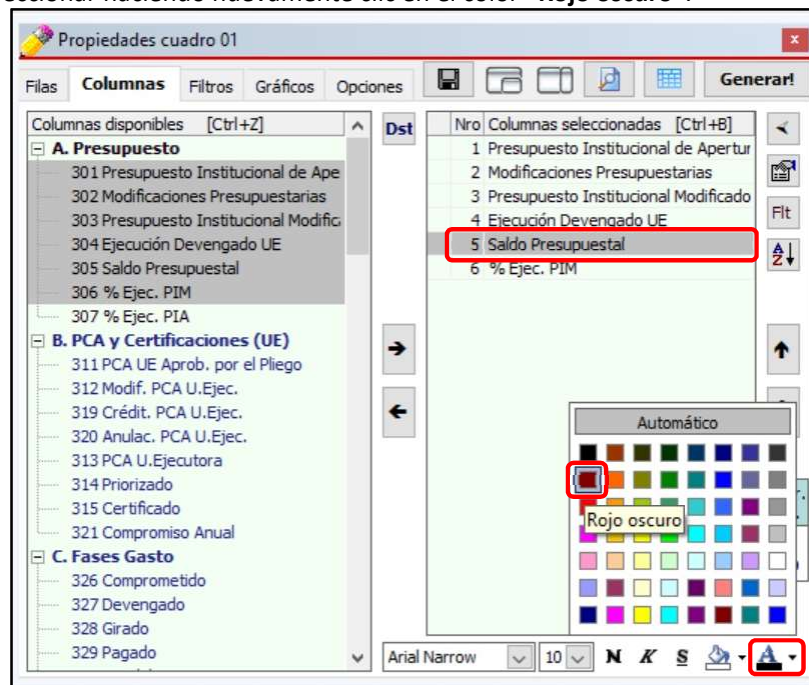 Propiedades cuadro 01
x
Filas Columnas Filtros Gráficos Opciones Generar!
Columnas disponibles [Ctrl+Z]
A. Presupuesto
301 Presupuesto Institucional de Ape
302 Modificaciones Presupuestarias
303 Presupuesto Institucional Modific
304 Ejecución Devengado UE
305 Saldo Presupuestal
306 % Ejec. PIM
307 % Ejec. PIA
B. PCA y Certificaciones (UE)
311 PCA UE Aprob. por el Pliego
312 Modif. PCA U.Ejec.
319 Crédit. PCA U.Ejec.
320 Anulac. PCA U.Ejec.
313 PCA U.Ejecutora
314 Priorizado
315 Certificado
321 Compromiso Anual
C. Fases Gasto
326 Comprometido
327 Devengado
328 Girado
329 Pagado
Dst
Nro Columnas seleccionadas [Ctrl+B]
1 Presupuesto Institucional de Apertur
2 Modificaciones Presupuestarias
3 Presupuesto Institucional Modificado
4 Ejecución Devengado UE
5 Saldo Presupuestal
6 % Ejec. PIM
Flt
A
Z
Automático
Rojo oscuro
Arial Narrow 10 N K S A